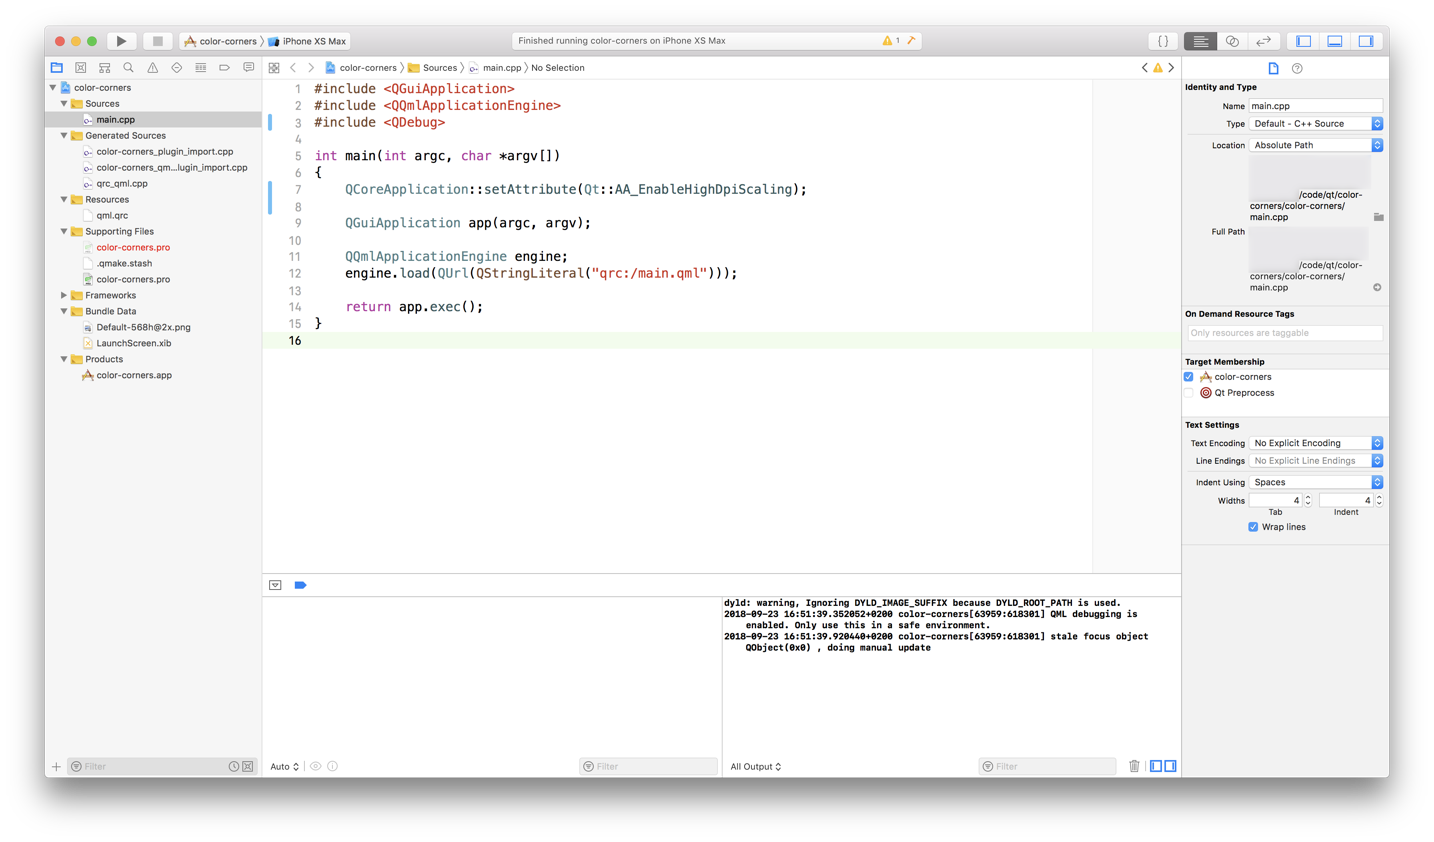 color-corners iPhone XS Max
Finished running color-corners on iPhone XS Max
1
{ }
color-corners Sources main.cpp No Selection
color-corners
Sources
main.cpp
Generated Sources
color-corners_plugin_import.cpp
color-corners_qm...lugin_import.cpp
qrc_qml.cpp
Resources
qml.qrc
Supporting Files
color-corners.pro
.qmake.stash
color-corners.pro
Frameworks
Bundle Data
Default-568h@2x.png
LaunchScreen.xib
Products
color-corners.app
Filter
1 #include <QGuiApplication>
2 #include <QQmlApplicationEngine>
3 #include <QDebug>
4
5 int main(int argc, char *argv[])
6 {
7 QCoreApplication::setAttribute(Qt::AA_EnableHighDpiScaling);
8
9 QGuiApplication app(argc, argv);
10
11 QQmlApplicationEngine engine;
12 engine.load(QUrl(QStringLiteral("qrc:/main.qml")));
13
14 return app.exec();
15 }
16
Auto
Filter
dyld: warning, Ignoring DYLD_IMAGE_SUFFIX because DYLD_ROOT_PATH is used.
2018-09-23 16:51:39.352052+0200 color-corners[63959:618301] QML debugging is
enabled. Only use this in a safe environment.
2018-09-23 16:51:39.920440+0200 color-corners[63959:618301] stale focus object
QObject(0x0) , doing manual update
All Output
Filter
Identity and Type
Name main.cpp
Type Default - C++ Source
Location Absolute Path
/code/qt/color-
corners/color-corners/
main.cpp
Full Path
/code/qt/color-
corners/color-corners/
main.cpp
On Demand Resource Tags
Only resources are taggable
Target Membership
color-corners
Qt Preprocess
Text Settings
Text Encoding No Explicit Encoding
Line Endings No Explicit Line Endings
Indent Using Spaces
Widths 4 4
Tab Indent
Wrap lines